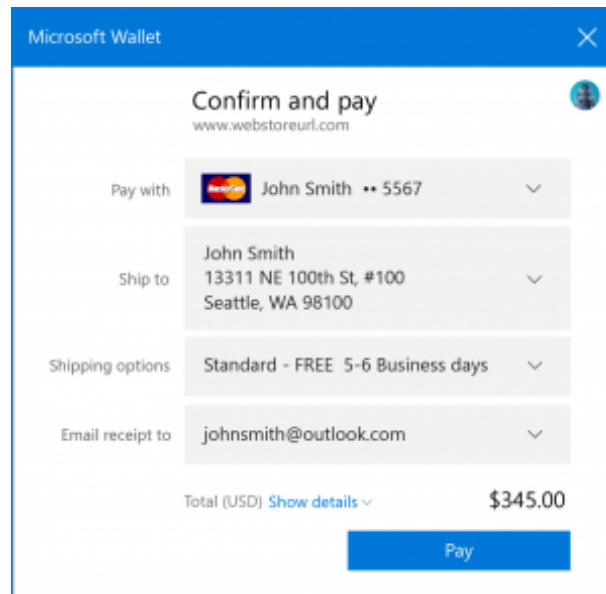 Microsoft Wallet
Confirm and pay
www.webstoreurl.com
Pay with
MasterCard
John Smith •• 5567
Ship to
John Smith
13311 NE 100th St, #100
Seattle, WA 98100
Shipping options
Standard - FREE 5-6 Business days
Email receipt to
johnsmith@outlook.com
Total (USD) Show details
$345.00
Pay